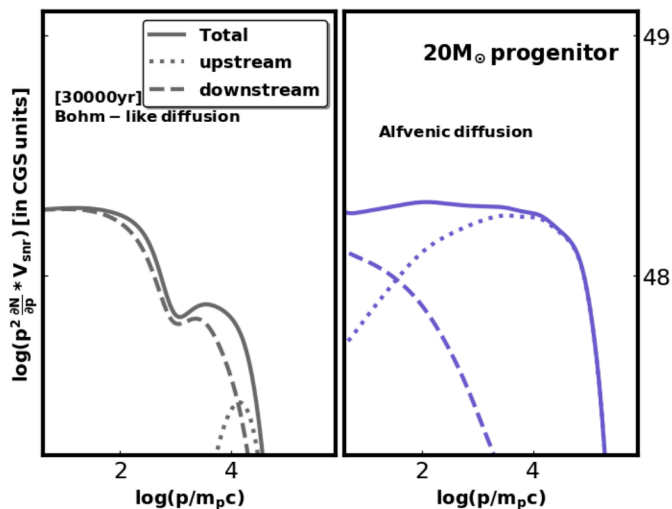 Total
upstream
downstream
[30000yr]
Bohm − like diffusion
20M☉ progenitor
Alfvenic diffusion
49
48
log(p² ∂N/∂p * Vsnr) [in CGS units]
2
4
2
4
log(p/mpc)
log(p/mpc)